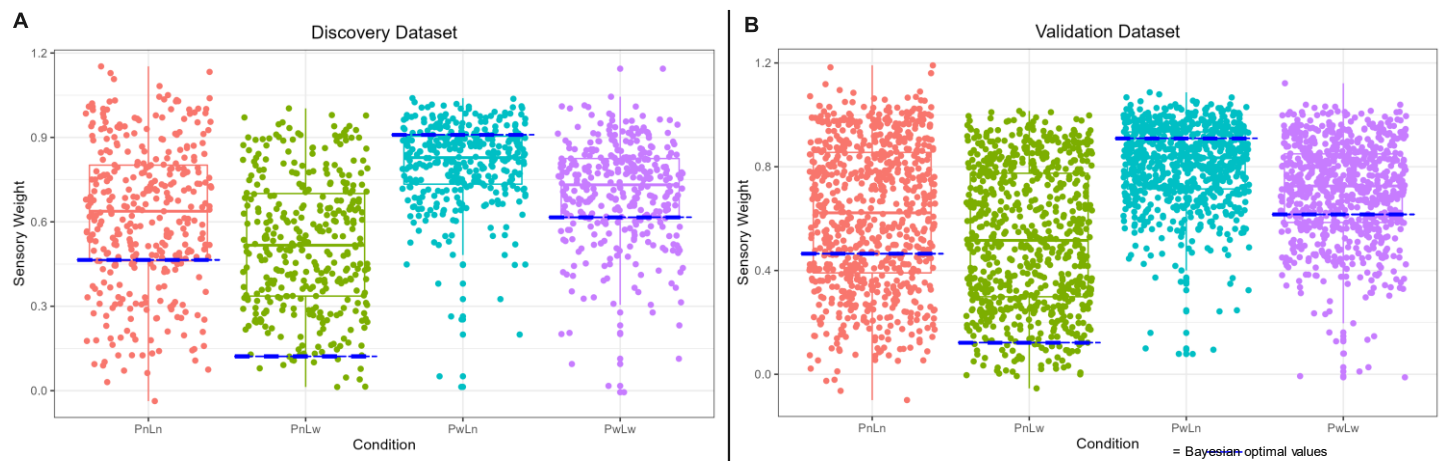 A
Discovery Dataset
Sensory Weight
1.2
0.9
0.6
0.3
0.0
PnLn PnLw PwLn PwLw
Condition
B
Validation Dataset
Sensory Weight
1.2
0.8
0.4
0.0
PnLn PnLw PwLn PwLw
Condition
= Bayesian optimal values